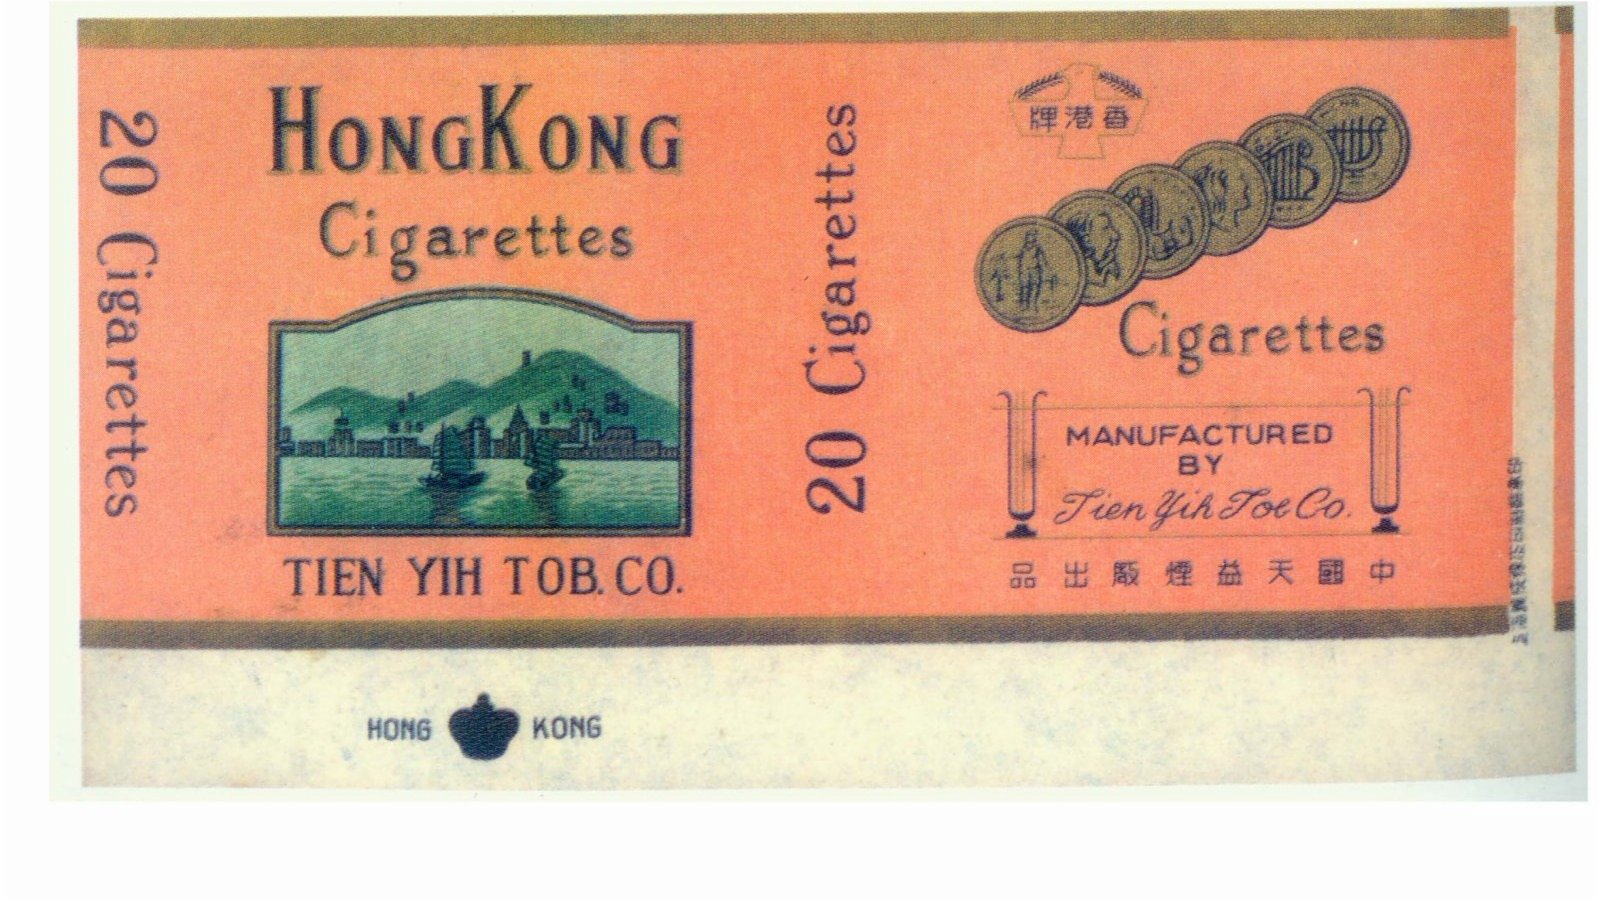 20 Cigarettes
HONGKONG
Cigarettes
TIEN YIH TOB. CO.
20 Cigarettes
香港牌
Cigarettes
MANUFACTURED
BY
Tien Yih Tob Co.
中國天益煙廠出品
HONG KONG